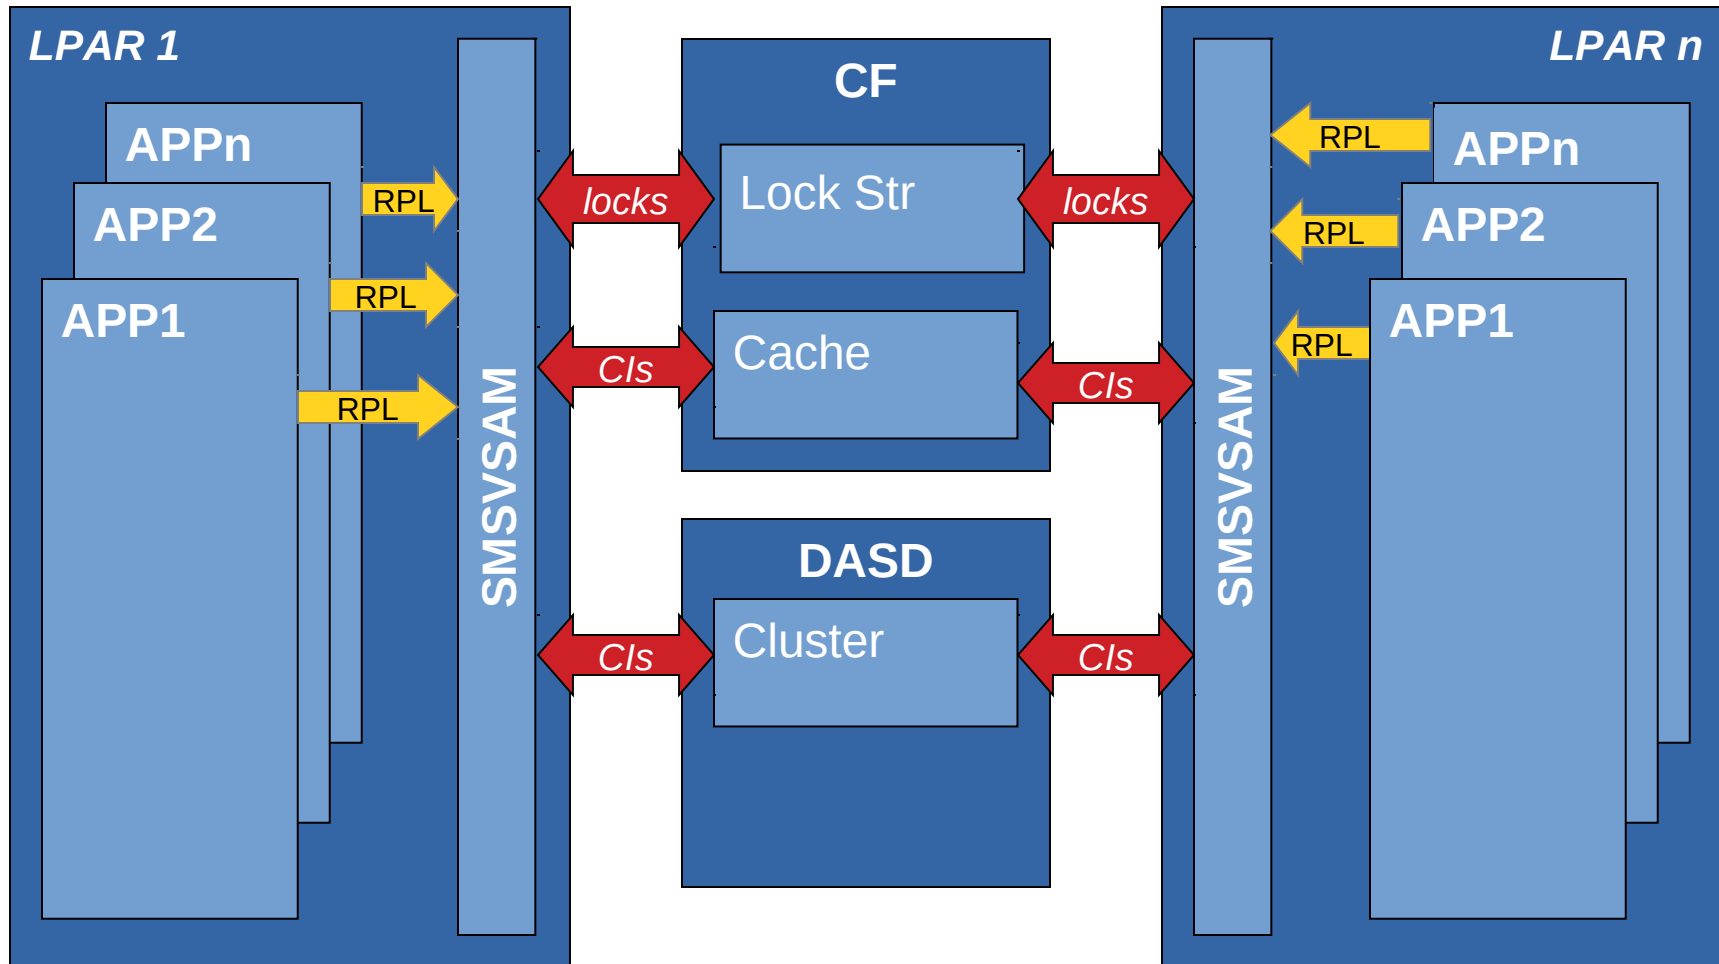 LPAR 1
APPn
APP2
APP1
RPL
RPL
RPL
SMSVSAM
locks
CIs
CIs
CF
Lock Str
Cache
DASD
Cluster
locks
CIs
CIs
LPAR n
SMSVSAM
RPL
RPL
RPL
APPn
APP2
APP1